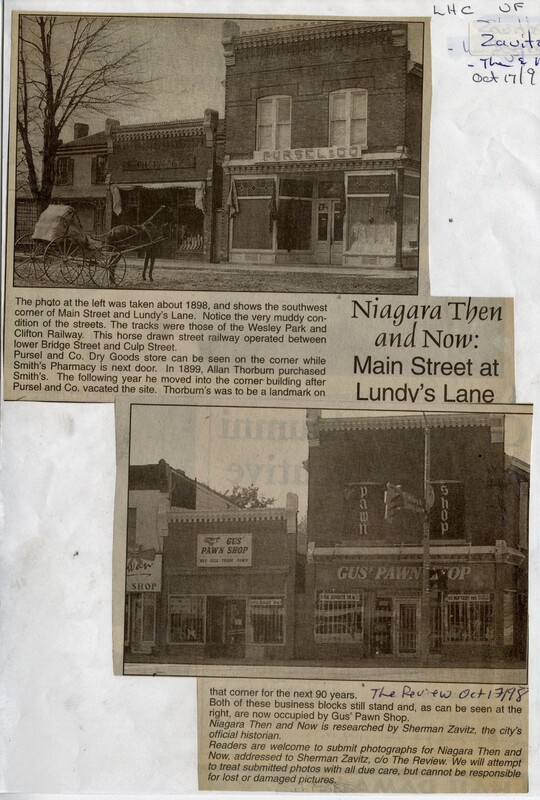 LHC VF
Zavitz
Oct 17/9
PURSEL & CO
The photo at the left was taken about 1898, and shows the southwest
corner of Main Street and Lundy's Lane. Notice the very muddy con-
dition of the streets. The tracks were those of the Wesley Park and
Clifton Railway. This horse drawn street railway operated between
lower Bridge Street and Culp Street.
Pursel and Co. Dry Goods store can be seen on the corner while
Smith's Pharmacy is next door. In 1899, Allan Thorburn purchased
Smith's. The following year he moved into the corner building after
Pursel and Co. vacated the site. Thorburn's was to be a landmark on
Niagara Then
and Now:
Main Street at
Lundy's Lane
pawn
shop
GUS'
PAWN SHOP
BUY SELL TRADE PAWN
GUS' PAWN SHOP
SHOP
that corner for the next 90 years. The Review Oct 17/98
Both of these business blocks still stand and, as can be seen at the
right, are now occupied by Gus' Pawn Shop.
Niagara Then and Now is researched by Sherman Zavitz, the city's
official historian.
Readers are welcome to submit photographs for Niagara Then and
Now, addressed to Sherman Zavitz, c/o The Review. We will attempt
to treat submitted photos with all due care, but cannot be responsible
for lost or damaged pictures.